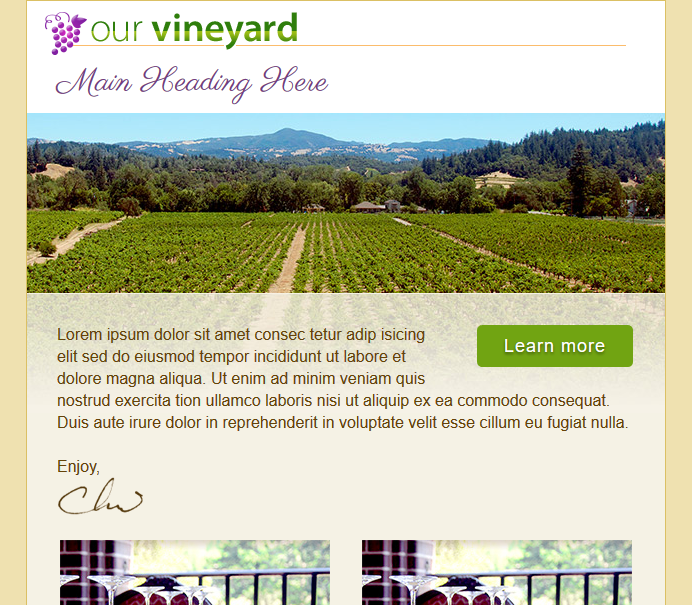 our vineyard
Main Heading Here
Lorem ipsum dolor sit amet consec tetur adip isicing
elit sed do eiusmod tempor incididunt ut labore et
dolore magna aliqua. Ut enim ad minim veniam quis
nostrud exercita tion ullamco laboris nisi ut aliquip ex ea commodo consequat.
Duis aute irure dolor in reprehenderit in voluptate velit esse cillum eu fugiat nulla.
Learn more
Enjoy,